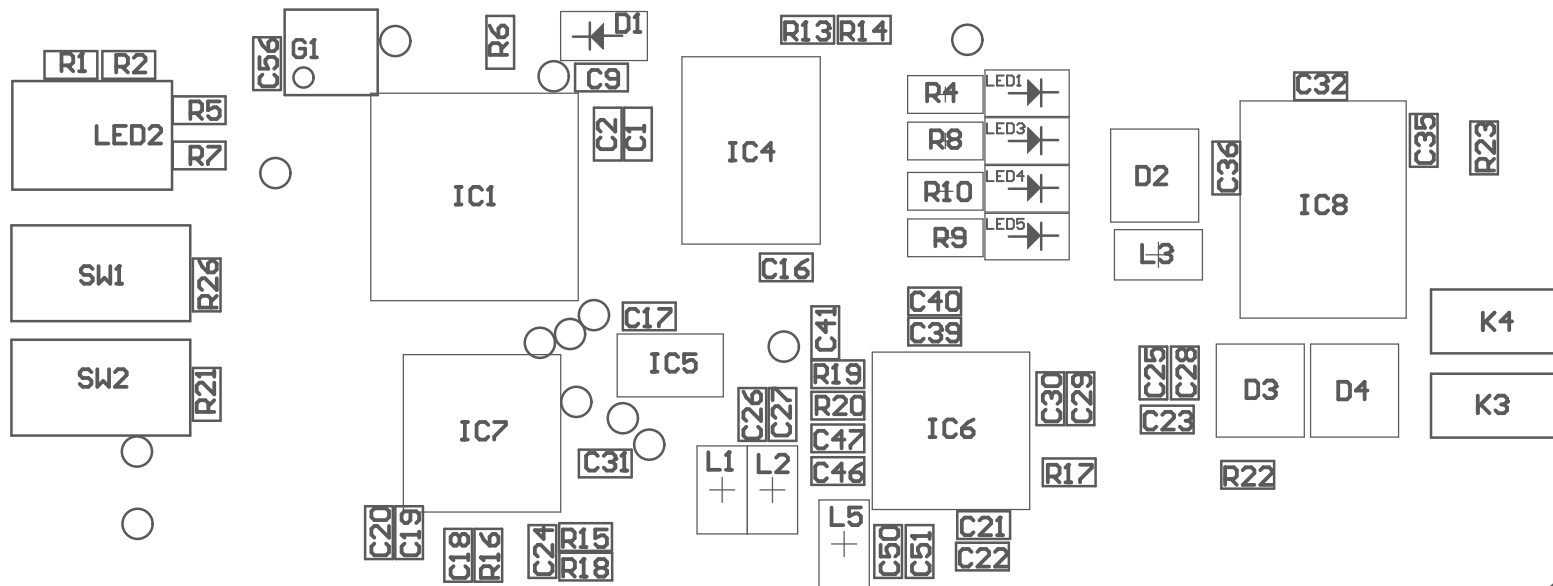 R13
R14
D1
R6
G1
C56
R1
R2
C9
LED1
C32
R4
R5
LED2
C2
C1
LED3
R8
C35
R23
R7
IC4
LED4
D2
C36
R10
IC1
LED5
R9
IC8
L3
SW1
R26
C16
C17
C41
C40
C39
K4
IC5
R19
C25
C28
SW2
R21
C26
C27
R20
C30
C29
D3
D4
K3
IC7
C47
IC6
C23
C31
L1
L2
C46
R17
R22
C20
C19
C18
R16
C24
R15
R18
L5
C50
C51
C21
C22